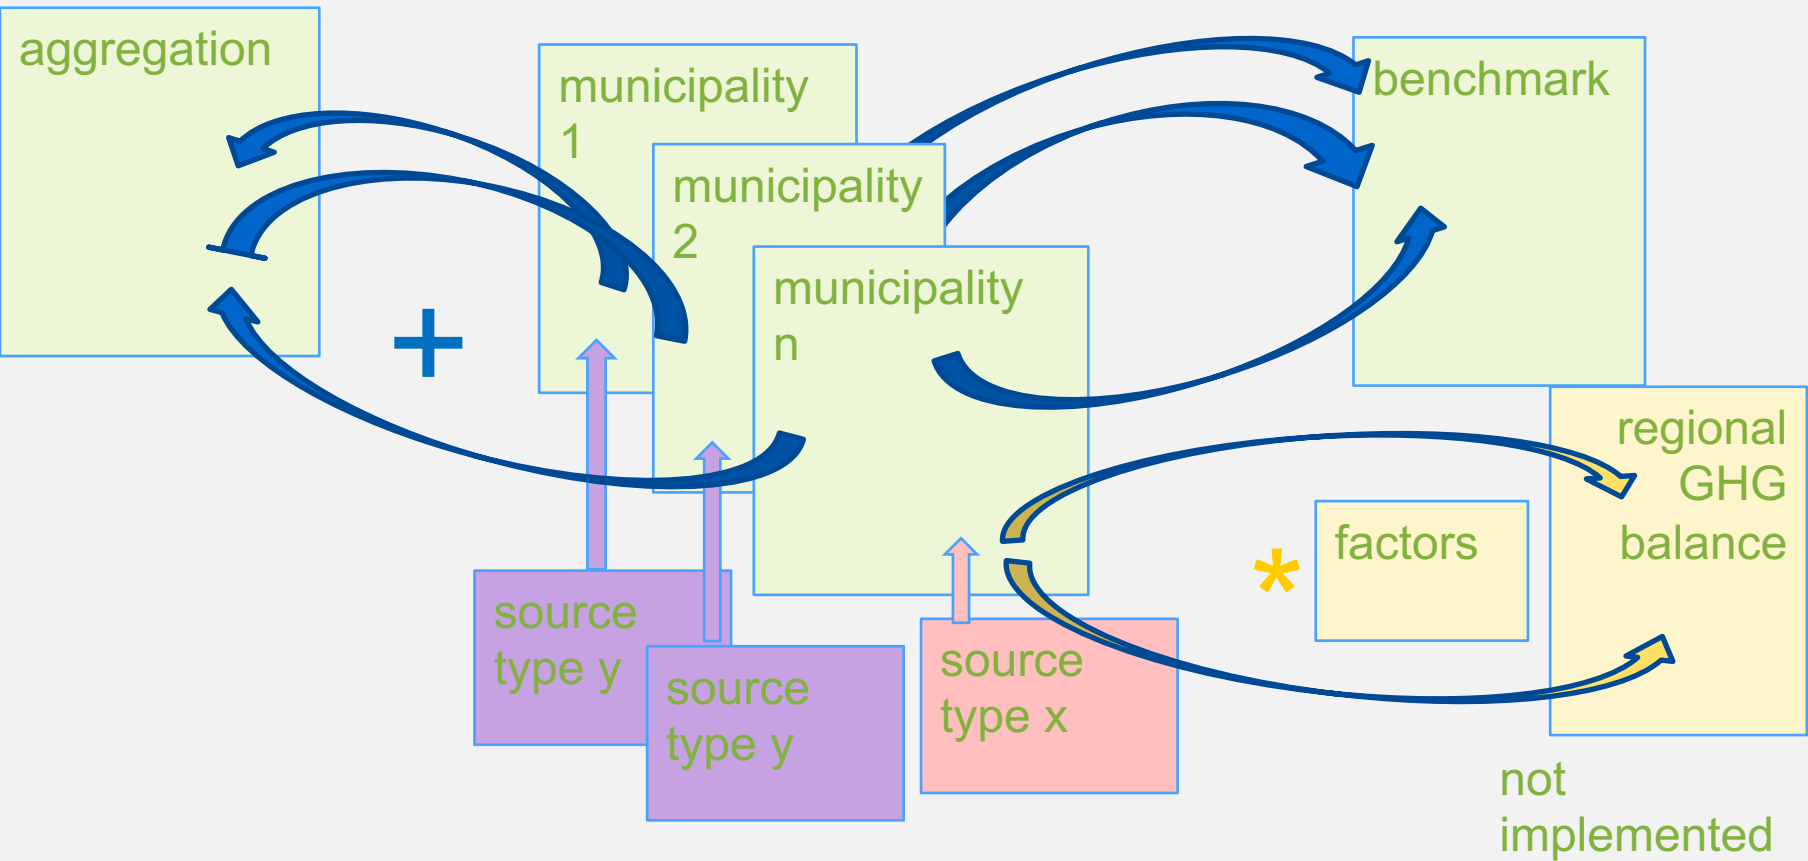 aggregation
municipality
1
municipality
2
municipality
n
benchmark
+
regional
GHG
balance
*
factors
source
type y
source
type y
source
type x
not
implemented